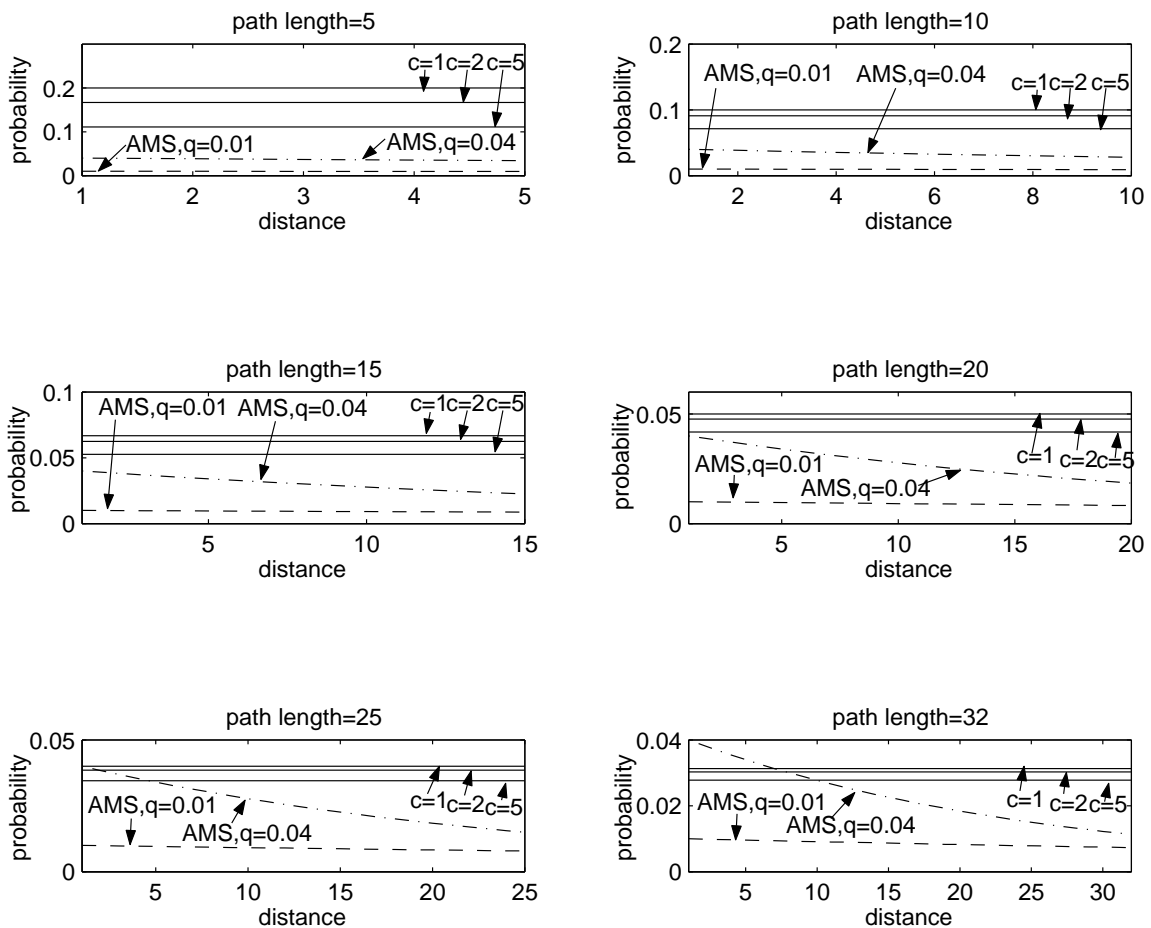 path length=5
probability
0.2
0.1
0
c=1 c=2 c=5
AMS,q=0.01
AMS,q=0.04
1 2 3 4 5
distance
path length=10
probability
0.2
0.1
0
AMS,q=0.01
AMS,q=0.04
c=1 c=2 c=5
2 4 6 8 10
distance
path length=15
probability
0.1
0.05
0
AMS,q=0.01
AMS,q=0.04
c=1 c=2 c=5
5 10 15
distance
path length=20
probability
0.05
0
AMS,q=0.01
AMS,q=0.04
c=1 c=2 c=5
5 10 15 20
distance
path length=25
probability
0.05
0
AMS,q=0.01
AMS,q=0.04
c=1 c=2 c=5
5 10 15 20 25
distance
path length=32
probability
0.04
0.02
0
AMS,q=0.01
AMS,q=0.04
c=1 c=2 c=5
5 10 15 20 25 30
distance